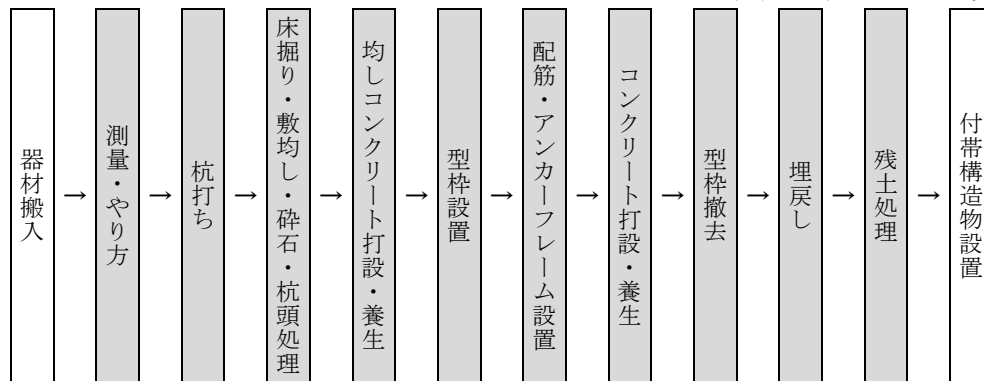 器材搬入
→
測量・やり方
→
杭打ち
→
床掘り・敷均し・砕石・杭頭処理
→
均しコンクリート打設・養生
→
型枠設置
→
配筋・アンカーフレーム設置
→
コンクリート打設・養生
→
型枠撤去
→
埋戻し
→
残土処理
→
付帯構造物設置